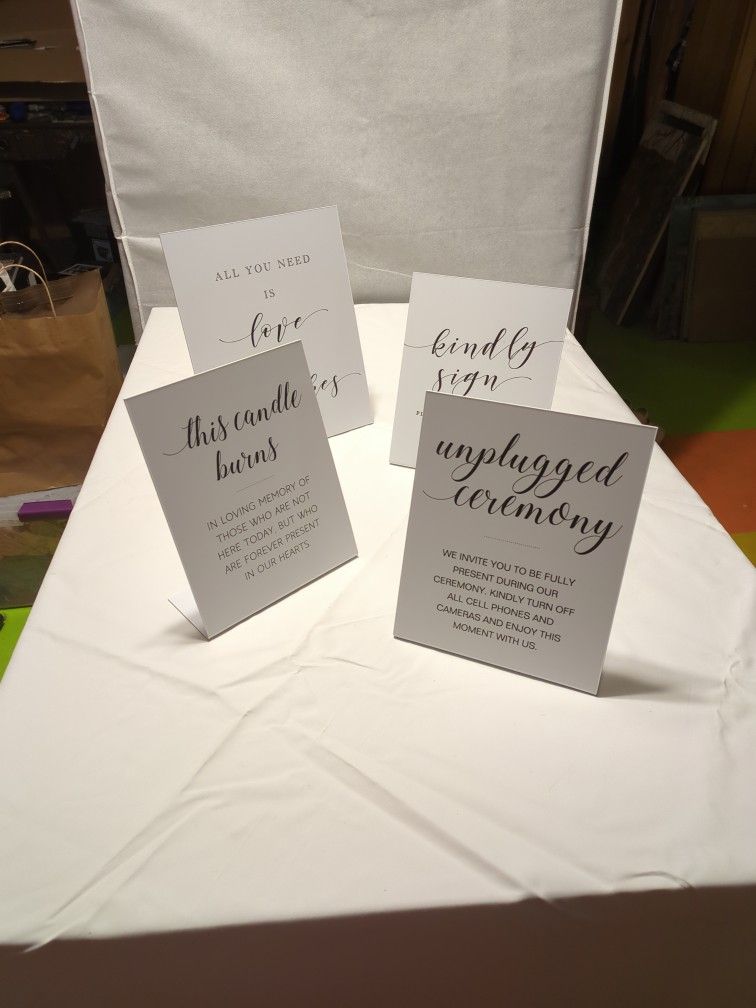 ALL YOU NEED
IS
love
kindly
sign
this candle
burns
IN LOVING MEMORY OF
THOSE WHO ARE NOT
HERE TODAY, BUT WHO
ARE FOREVER PRESENT
IN OUR HEARTS.
unplugged
ceremony
WE INVITE YOU TO BE FULLY
PRESENT DURING OUR
CEREMONY. KINDLY TURN OFF
ALL CELL PHONES AND
CAMERAS AND ENJOY THIS
MOMENT WITH US.